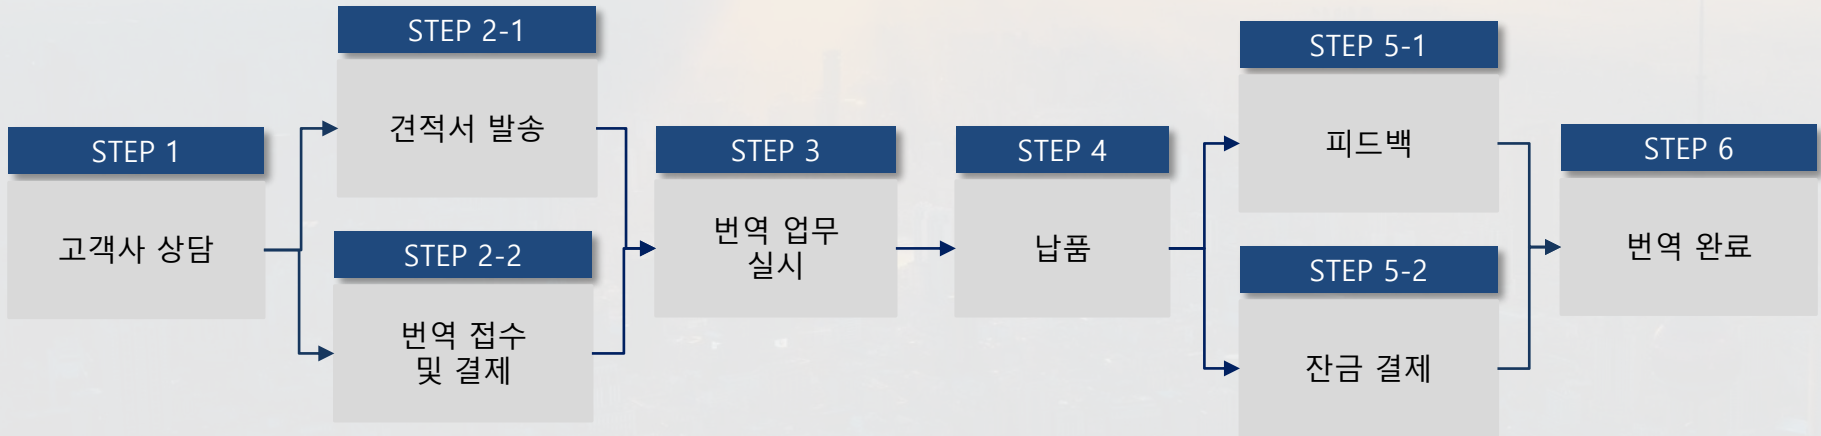 STEP 1
고객사 상담
STEP 2-1
견적서 발송
STEP 2-2
번역 접수
및 결제
STEP 3
번역 업무
실시
STEP 4
납품
STEP 5-1
피드백
STEP 5-2
잔금 결제
STEP 6
번역 완료